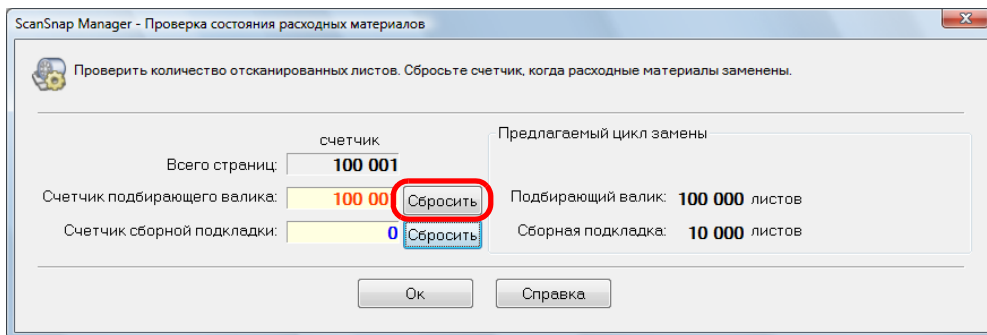 ScanSnap Manager - Проверка состояния расходных материалов
Проверить количество отсканированных листов. Сбросьте счетчик, когда расходные материалы заменены.
счетчик
Всего страниц: 100 001
Счетчик подбирающего валика: 100 001 Сбросить
Счетчик сборной подкладки: 0 Сбросить
Предлагаемый цикл замены
Подбирающий валик: 100 000 листов
Сборная подкладка: 10 000 листов
Ок Справка